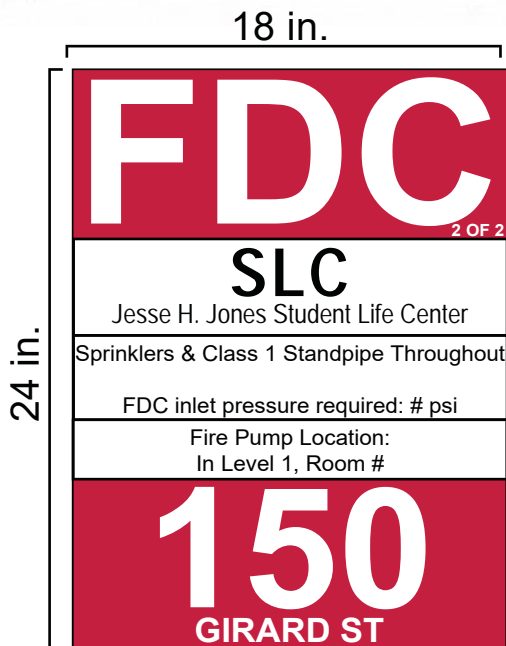 18 in.
24 in.
FDC
2 OF 2
SLC
Jesse H. Jones Student Life Center
Sprinklers & Class 1 Standpipe Throughout
FDC inlet pressure required: # psi
Fire Pump Location:
In Level 1, Room #
150
GIRARD ST